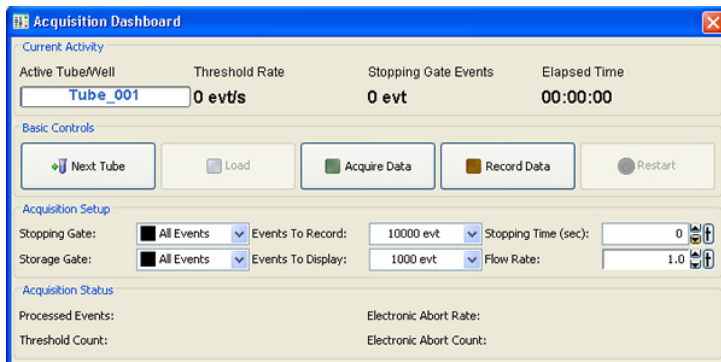 Acquisition Dashboard
Current Activity
Active Tube/Well Threshold Rate Stopping Gate Events Elapsed Time
Tube_001 0 evt/s 0 evt 00:00:00
Basic Controls
Next Tube Load Acquire Data Record Data Restart
Acquisition Setup
Stopping Gate: All Events Events To Record: 10000 evt Stopping Time (sec): 0
Storage Gate: All Events Events To Display: 1000 evt Flow Rate: 1.0
Acquisition Status
Processed Events: Electronic Abort Rate:
Threshold Count: Electronic Abort Count: